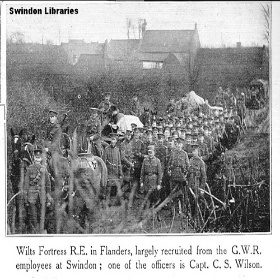 Swindon Libraries
Wilts Fortress R.E. in Flanders, largely recruited from the G.W.R.
employees at Swindon; one of the officers is Capt. C. S. Wilson.